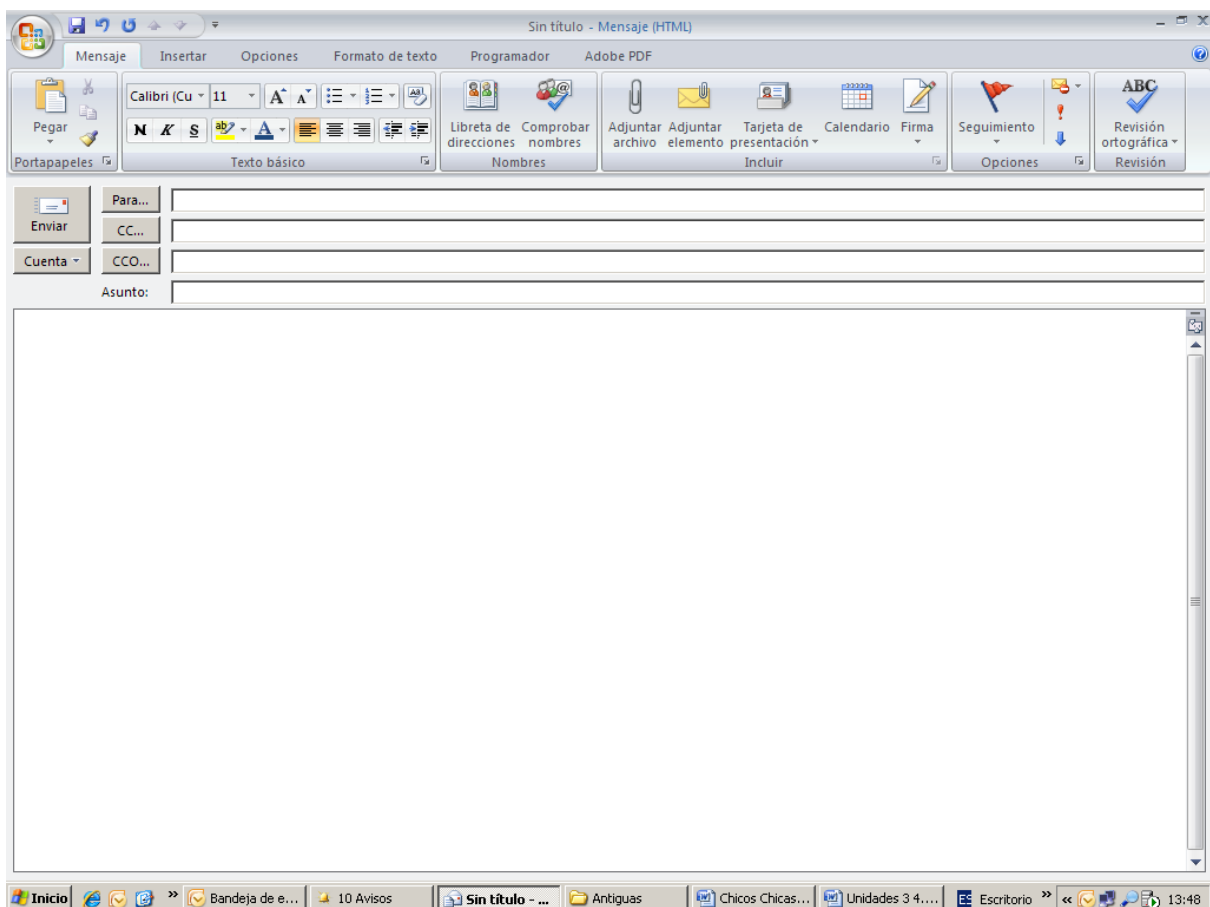 Sin título - Mensaje (HTML)
Mensaje Insertar Opciones Formato de texto Programador Adobe PDF
Calibri (Cu 11
Pegar
N K S
Libreta de direcciones
Comprobar nombres
Adjuntar archivo
Adjuntar elemento
Tarjeta de presentación
Calendario
Firma
Seguimiento
ABC
Revisión ortográfica
Portapapeles Texto básico Nombres Incluir Opciones Revisión
Enviar
Para...
CC...
Cuenta
CCO...
Asunto:
Inicio Bandeja de e... 10 Avisos Sin título - ... Antiguas Chicos Chicas... Unidades 3 4.... ES Escritorio 13:48